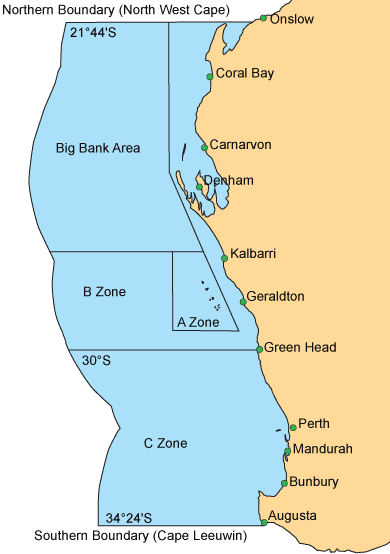 Northern Boundary (North West Cape)
Onslow
21°44'S
Coral Bay
Big Bank Area
Carnarvon
Denham
Kalbarri
B Zone
Geraldton
A Zone
Green Head
30°S
Perth
C Zone
Mandurah
Bunbury
34°24'S
Augusta
Southern Boundary (Cape Leeuwin)